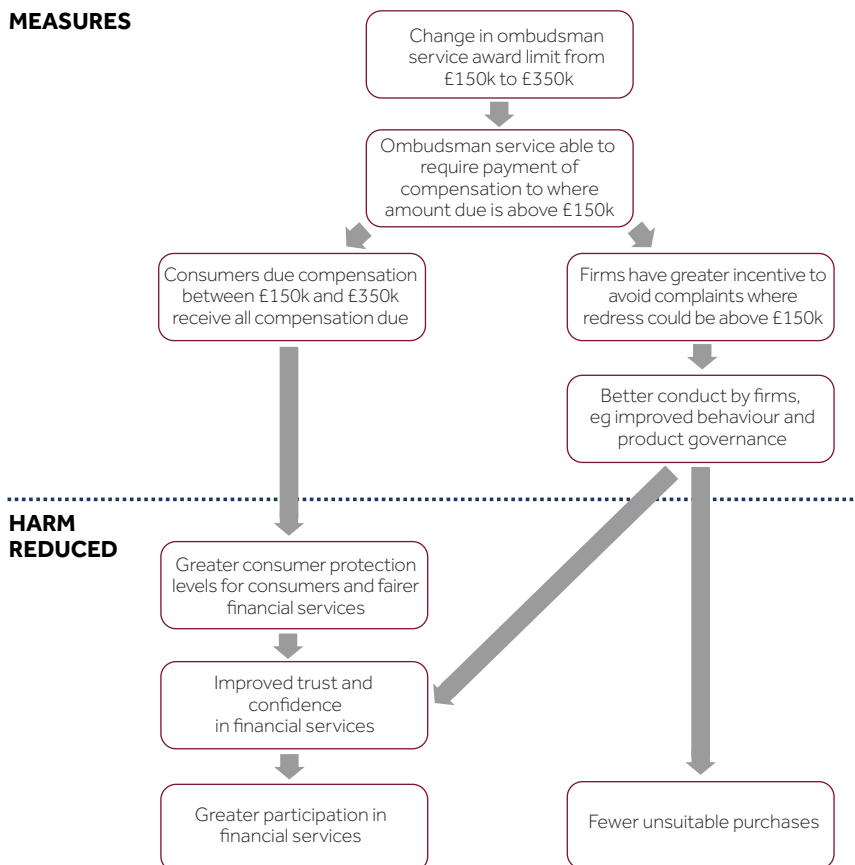 MEASURES
Change in ombudsman
service award limit from
£150k to £350k
Ombudsman service able to
require payment of
compensation to where
amount due is above £150k
Consumers due compensation
between £150k and £350k
receive all compensation due
Firms have greater incentive to
avoid complaints where
redress could be above £150k
Better conduct by firms,
eg improved behaviour and
product governance
HARM
REDUCED
Greater consumer protection
levels for consumers and fairer
financial services
Improved trust and
confidence
in financial services
Greater participation in
financial services
Fewer unsuitable purchases